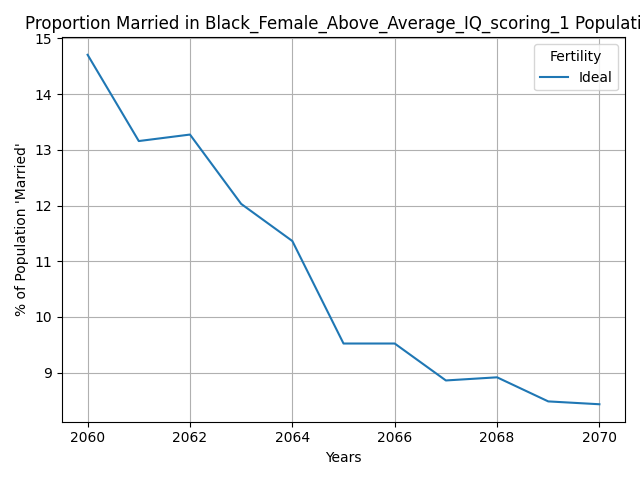 Proportion Married in Black_Female_Above_Average_IQ_scoring_1 Populati
15
14
13
12
11
10
9
% of Population 'Married'
Fertility
Ideal
2060 2062 2064 2066 2068 2070
Years